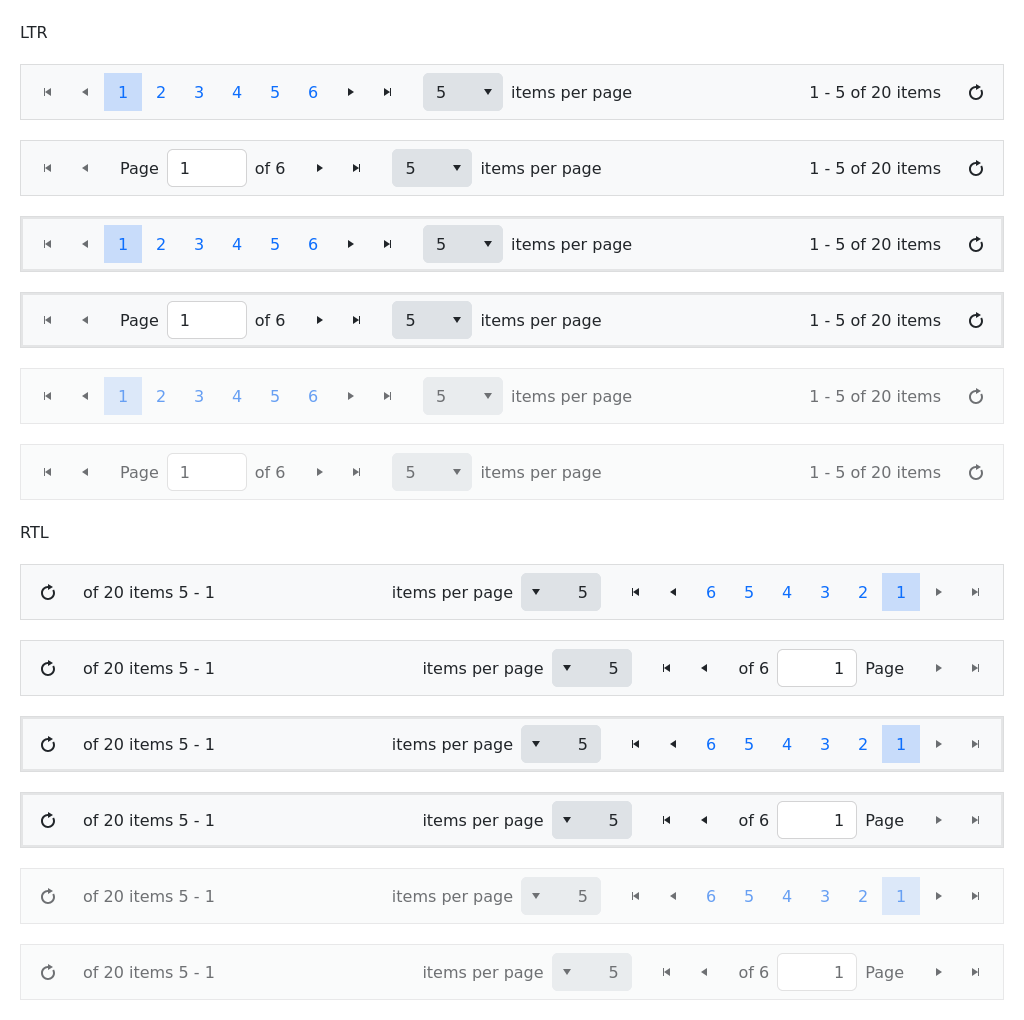 LTR
1 2 3 4 5 6 5 items per page 1 - 5 of 20 items
Page 1 of 6 5 items per page 1 - 5 of 20 items
1 2 3 4 5 6 5 items per page 1 - 5 of 20 items
Page 1 of 6 5 items per page 1 - 5 of 20 items
1 2 3 4 5 6 5 items per page 1 - 5 of 20 items
Page 1 of 6 5 items per page 1 - 5 of 20 items
RTL
of 20 items 5 - 1 items per page 5 6 5 4 3 2 1
of 20 items 5 - 1 items per page 5 of 6 1 Page
of 20 items 5 - 1 items per page 5 6 5 4 3 2 1
of 20 items 5 - 1 items per page 5 of 6 1 Page
of 20 items 5 - 1 items per page 5 6 5 4 3 2 1
of 20 items 5 - 1 items per page 5 of 6 1 Page